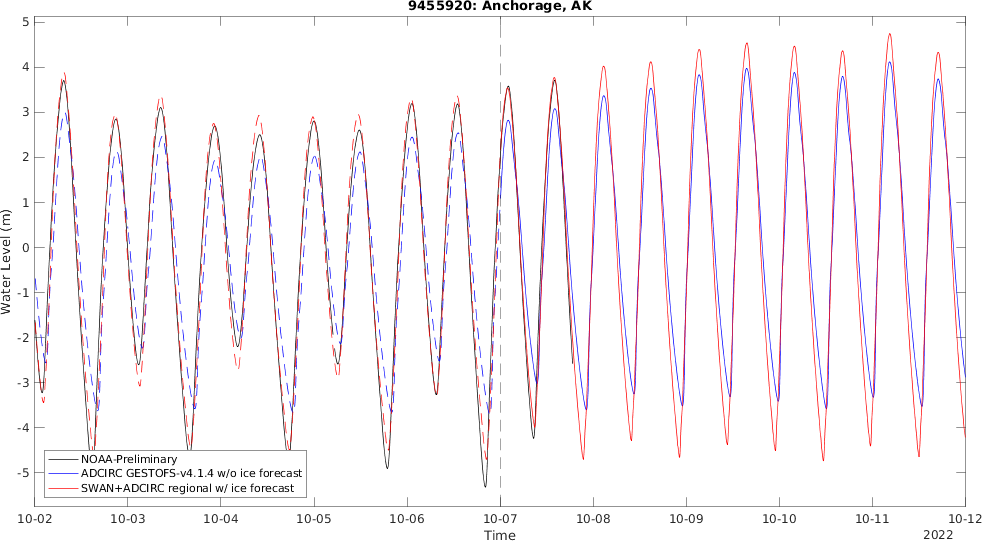 9455920: Anchorage, AK
Water Level (m)
5
4
3
2
1
0
-1
-2
-3
-4
-5
NOAA-Preliminary
ADCIRC GESTOFS-v4.1.4 w/o ice forecast
SWAN+ADCIRC regional w/ ice forecast
10-02 10-03 10-04 10-05 10-06 10-07 10-08 10-09 10-10 10-11 10-12
Time
2022